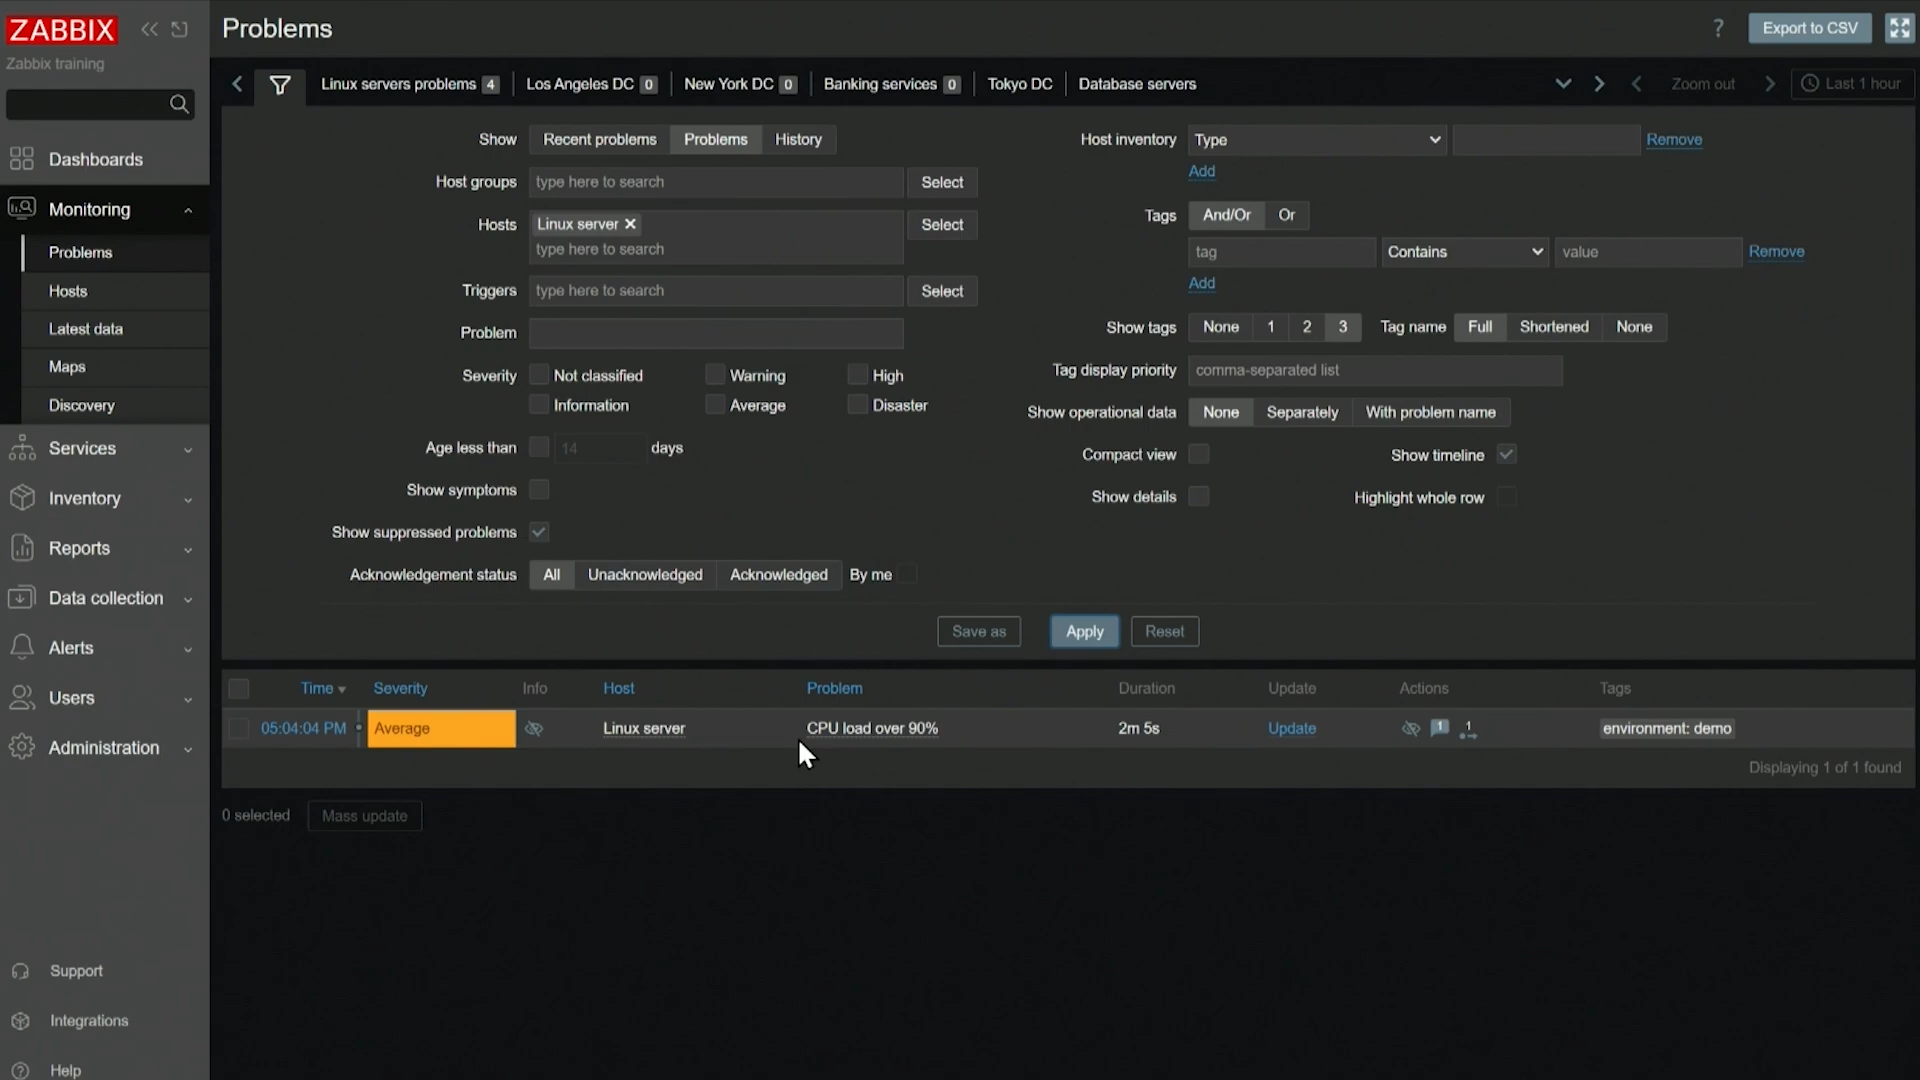 ZABBIX
Zabbix training
Problems
? Export to CSV
Linux servers problems 4 Los Angeles DC 0 New York DC 0 Banking services 0 Tokyo DC Database servers Zoom out Last 1 hour
Dashboards
Monitoring
Problems
Hosts
Latest data
Maps
Discovery
Services
Inventory
Reports
Data collection
Alerts
Users
Administration
Support
Integrations
Help
Show Recent problems Problems History
Host groups type here to search Select
Hosts Linux server Select
type here to search
Triggers type here to search Select
Problem
Severity Not classified Warning High
Information Average Disaster
Age less than 14 days
Show symptoms
Show suppressed problems
Acknowledgement status All Unacknowledged Acknowledged By me
Host inventory Type Remove
Add
Tags And/Or Or
tag Contains value Remove
Add
Show tags None 1 2 3 Tag name Full Shortened None
Tag display priority comma-separated list
Show operational data None Separately With problem name
Compact view Show timeline
Show details Highlight whole row
Save as Apply Reset
Time Severity Info Host Problem Duration Update Actions Tags
05:04:04 PM Average Linux server CPU load over 90% 2m 5s Update 1 1 environment: demo
Displaying 1 of 1 found
0 selected Mass update